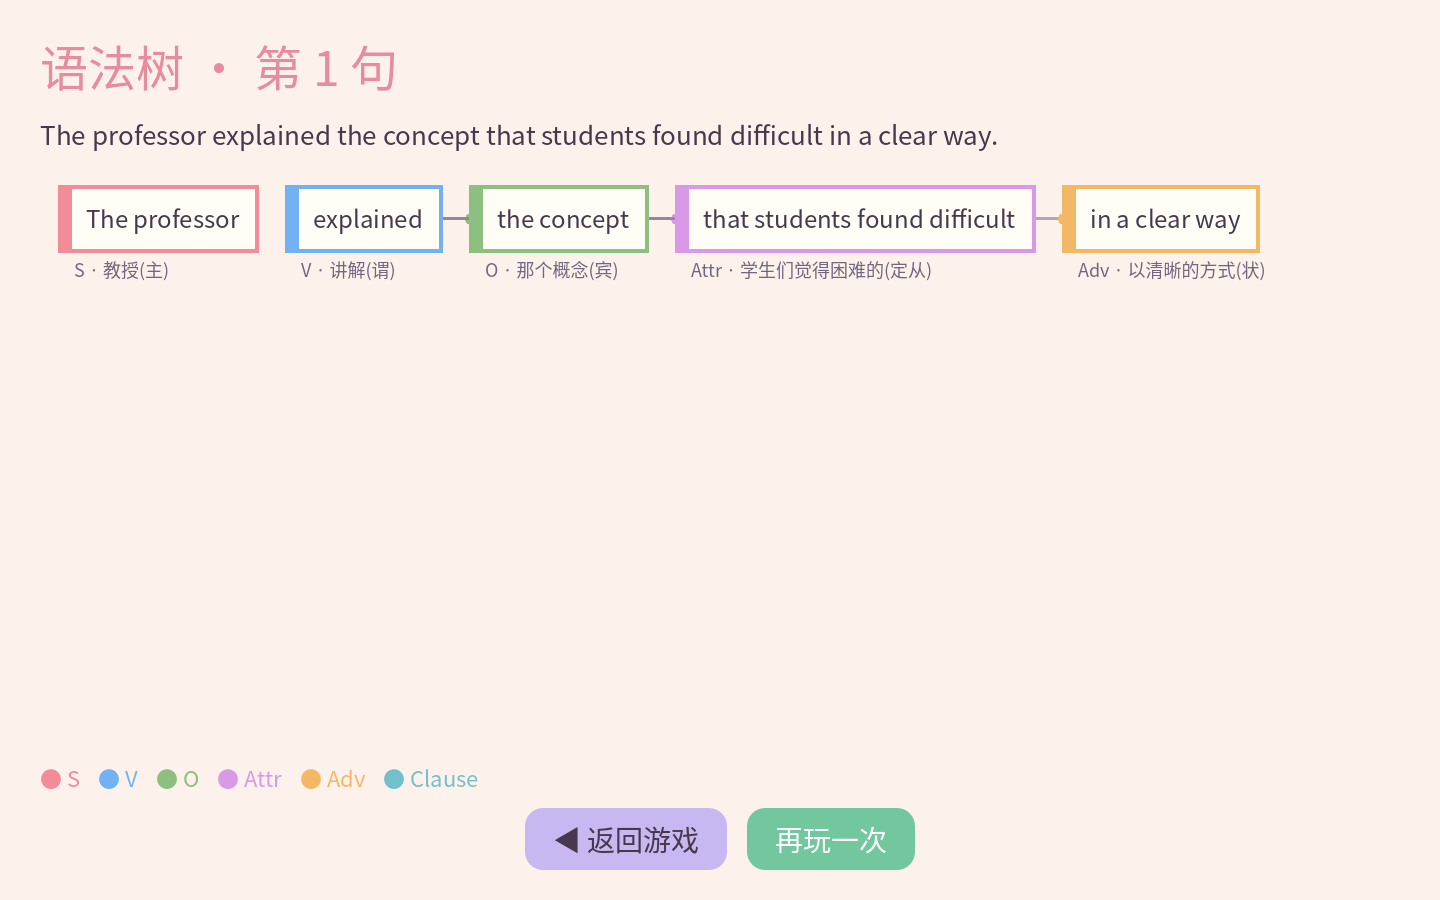 语法树 · 第 1 句
The professor explained the concept that students found difficult in a clear way.
The professor explained the concept that students found difficult in a clear way
S · 教授(主) V · 讲解(谓) O · 那个概念(宾) Attr · 学生们觉得困难的(定从) Adv · 以清晰的方式(状)
S V O Attr Adv Clause
◀ 返回游戏 再玩一次